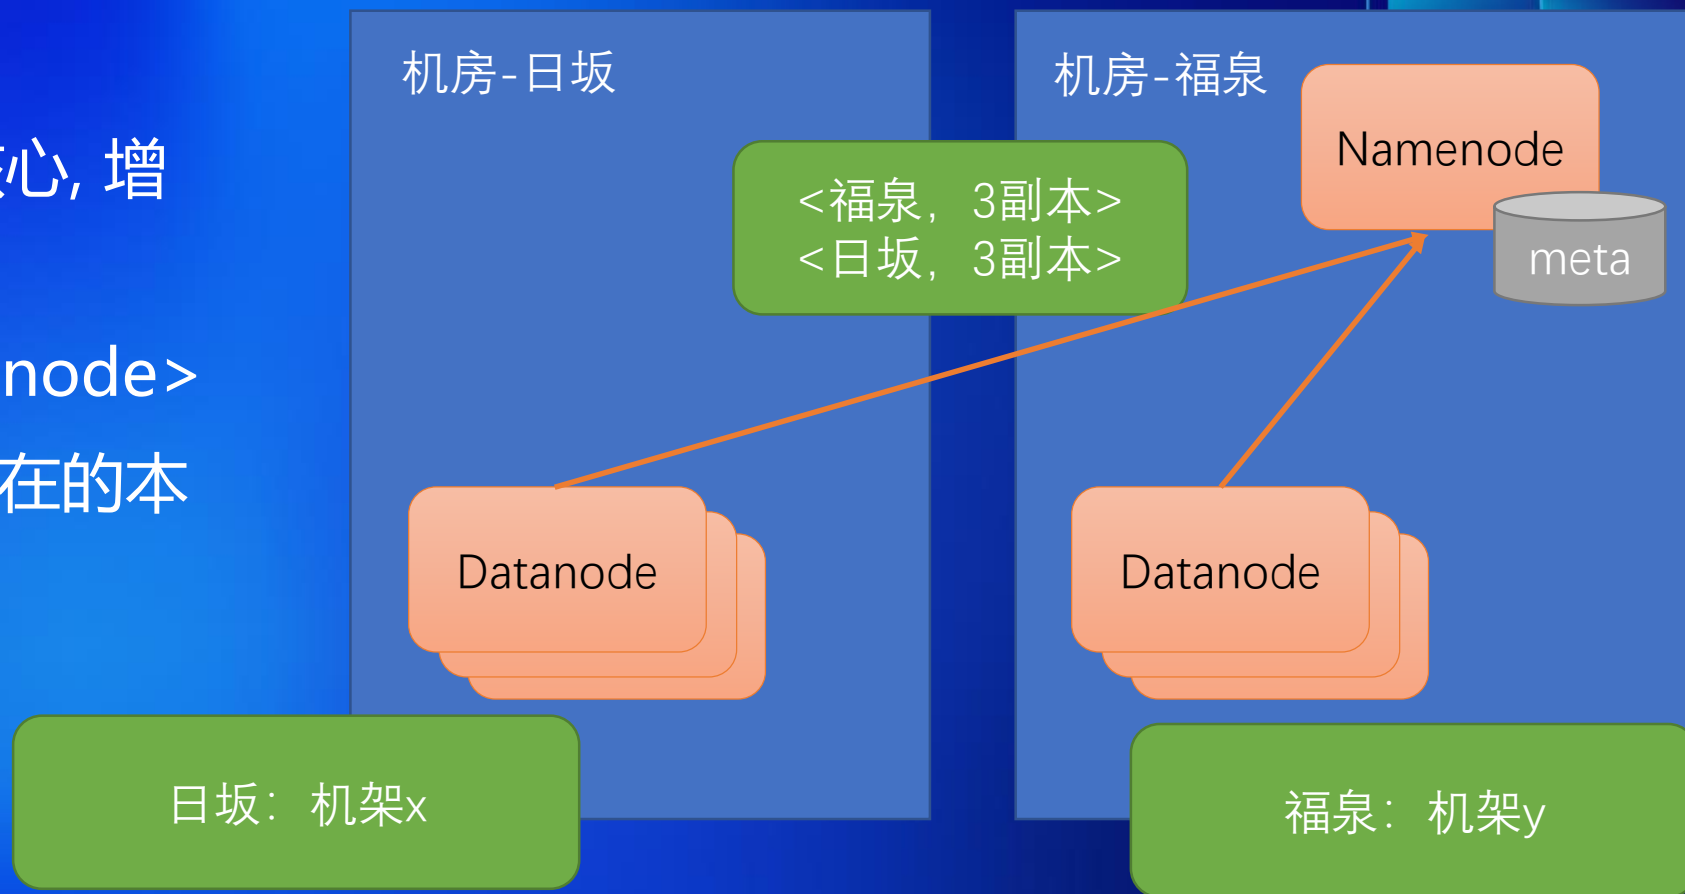 心, 增
node>
在的本
机房-日坂
机房-福泉
Namenode
meta
<福泉，3副本>
<日坂，3副本>
Datanode
Datanode
日坂：机架x
福泉：机架y